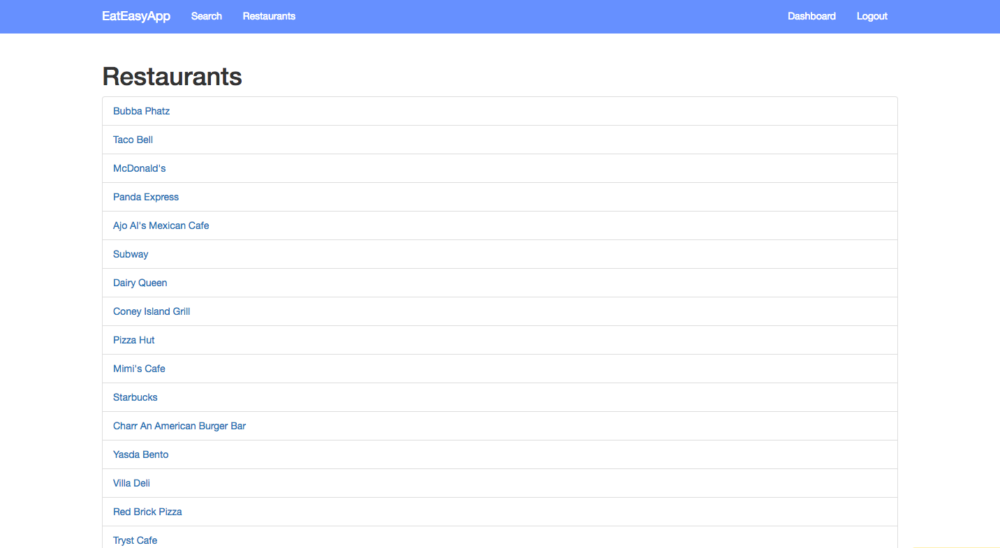 EatEasyApp Search Restaurants Dashboard Logout
Restaurants
Bubba Phatz
Taco Bell
McDonald's
Panda Express
Ajo Al's Mexican Cafe
Subway
Dairy Queen
Coney Island Grill
Pizza Hut
Mimi's Cafe
Starbucks
Charr An American Burger Bar
Yasda Bento
Villa Deli
Red Brick Pizza
Tryst Cafe